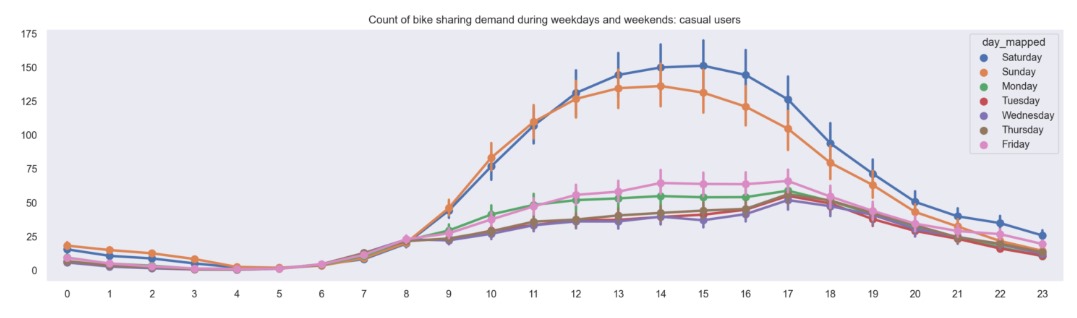 Count of bike sharing demand during weekdays and weekends: casual users
175
150
125
100
75
50
25
0
day_mapped
Saturday
Sunday
Monday
Tuesday
Wednesday
Thursday
Friday
0 1 2 3 4 5 6 7 8 9 10 11 12 13 14 15 16 17 18 19 20 21 22 23